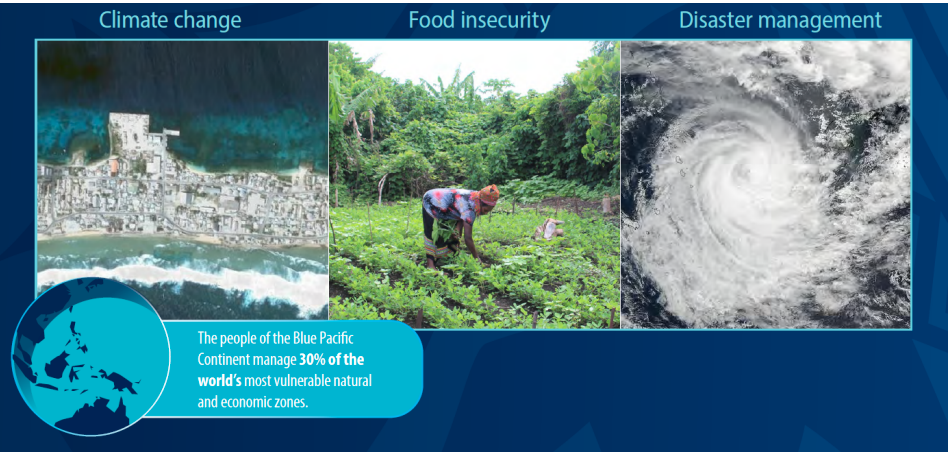 Climate change
Food insecurity
Disaster management
The people of the Blue Pacific
Continent manage 30% of the
world's most vulnerable natural
and economic zones.